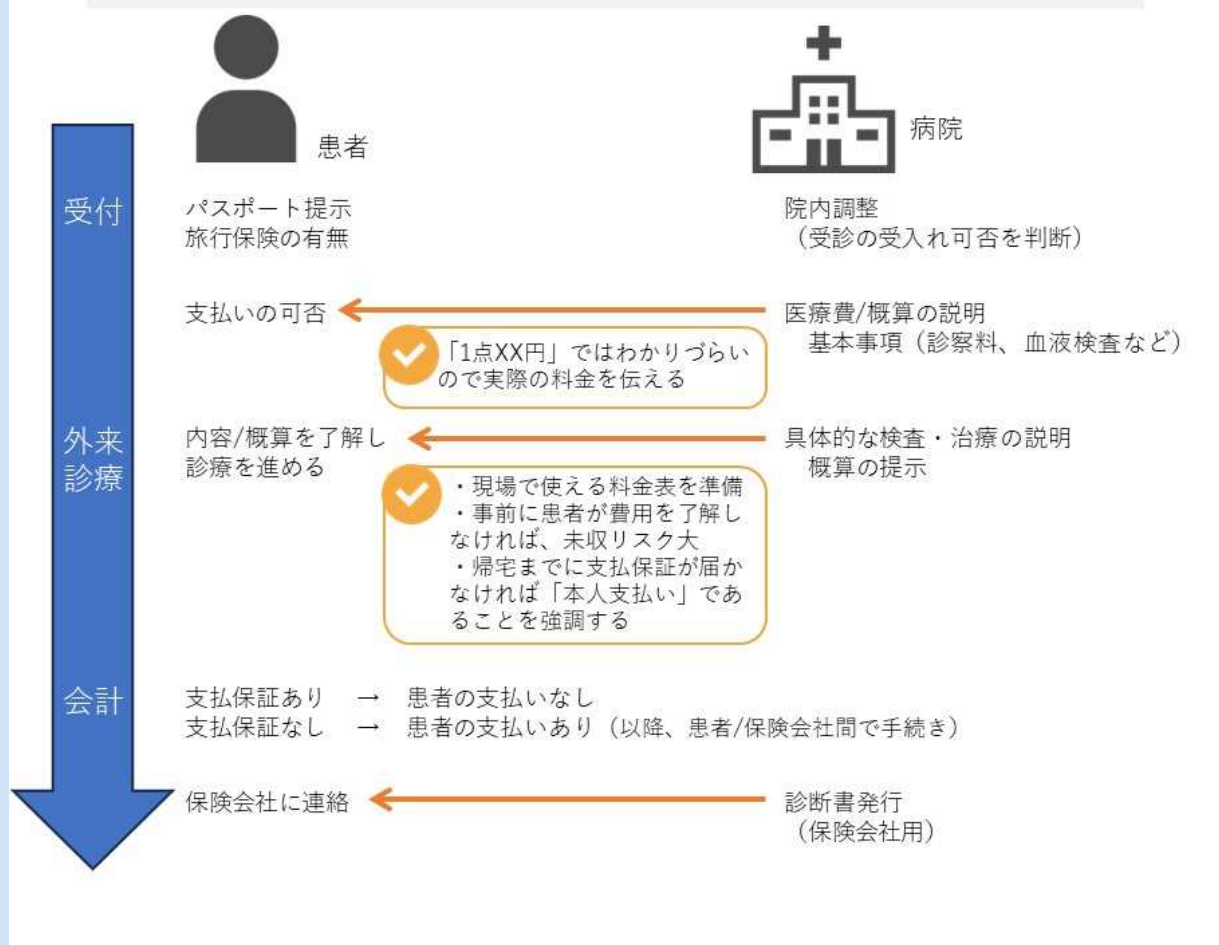 患者
病院
受付
パスポート提示
旅行保険の有無
院内調整
（受診の受入れ可否を判断）
支払いの可否
医療費/概算の説明
基本事項（診察料、血液検査など）
「1点XX円」ではわかりづらい
ので実際の料金を伝える
外来
診療
内容/概算を了解し
診療を進める
具体的な検査・治療の説明
概算の提示
・現場で使える料金表を準備
・事前に患者が費用を了解し
なければ、未収リスク大
・帰宅までに支払保証が届か
なければ「本人支払い」であ
ることを強調する
会計
支払保証あり　→　患者の支払いなし
支払保証なし　→　患者の支払いあり（以降、患者/保険会社間で手続き）
保険会社に連絡
診断書発行
（保険会社用）